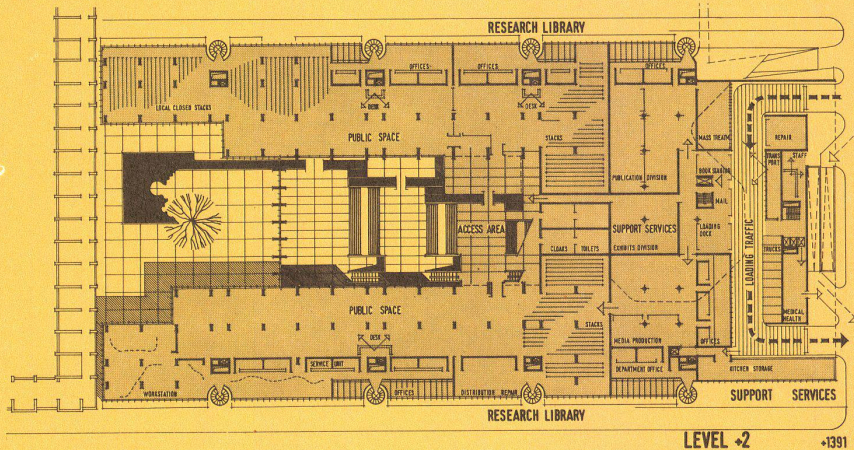 RESEARCH LIBRARY
OFFICES
OFFICES
OFFICES
LOCAL CLOSED STACKS
DESK
DESK
PUBLIC SPACE
STACKS
MASS TREATM.
REPAIR
TRANS
PORT
STAFF
PUBLICATION DIVISION
MAIL
ACCESS AREA
SUPPORT SERVICES
LOADING
DOCK
CLOAKS
TOILETS
EXHIBITS DIVISION
LOADING TRAFFIC
TRUCKS
PUBLIC SPACE
STACKS
MEDICAL
HEALTH
DESK
MEDIA PRODUCTION
OFFICES
SERVICE UNIT
DEPARTMENT OFFICE
KITCHEN STORAGE
WORKSTATION
OFFICES
DISTRIBUTION REPAIR
SUPPORT SERVICES
RESEARCH LIBRARY
LEVEL +2
+1391